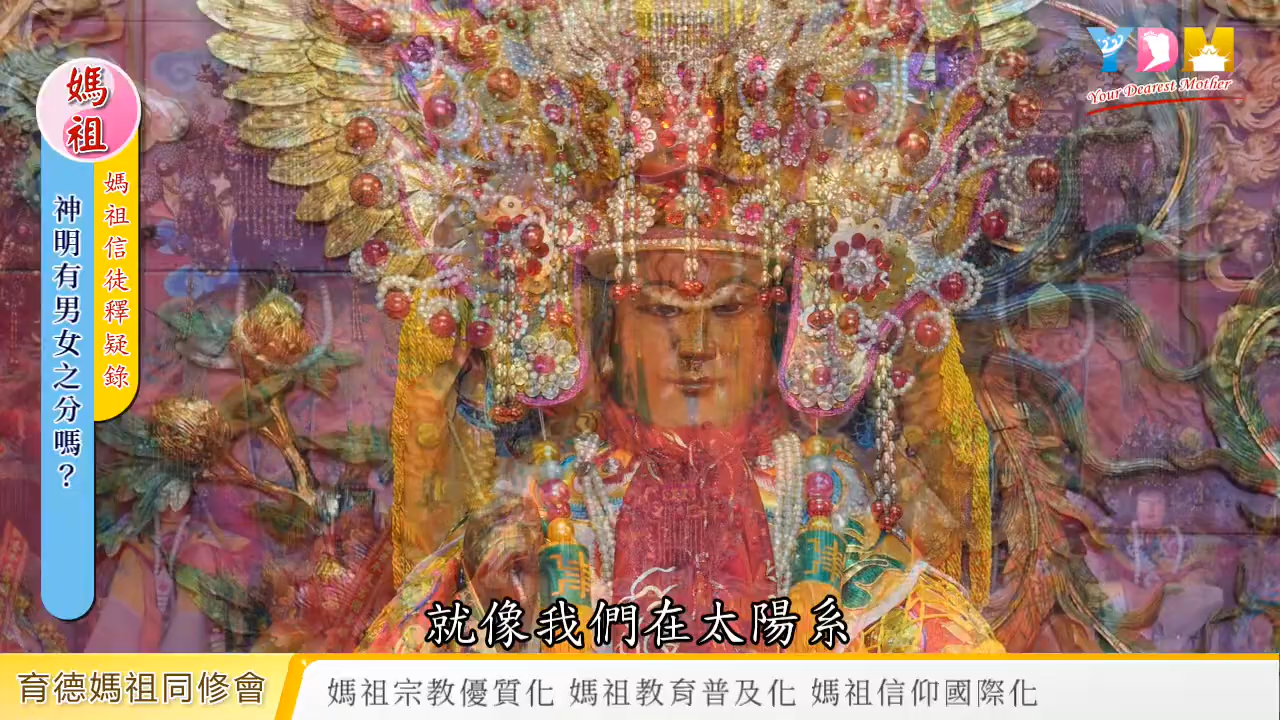 媽祖
媽祖信徒釋疑錄
神明有男女之分嗎？
YDM
Your Dearest Mother
就像我們在太陽系
育德媽祖同修會
媽祖宗教優質化 媽祖教育普及化 媽祖信仰國際化